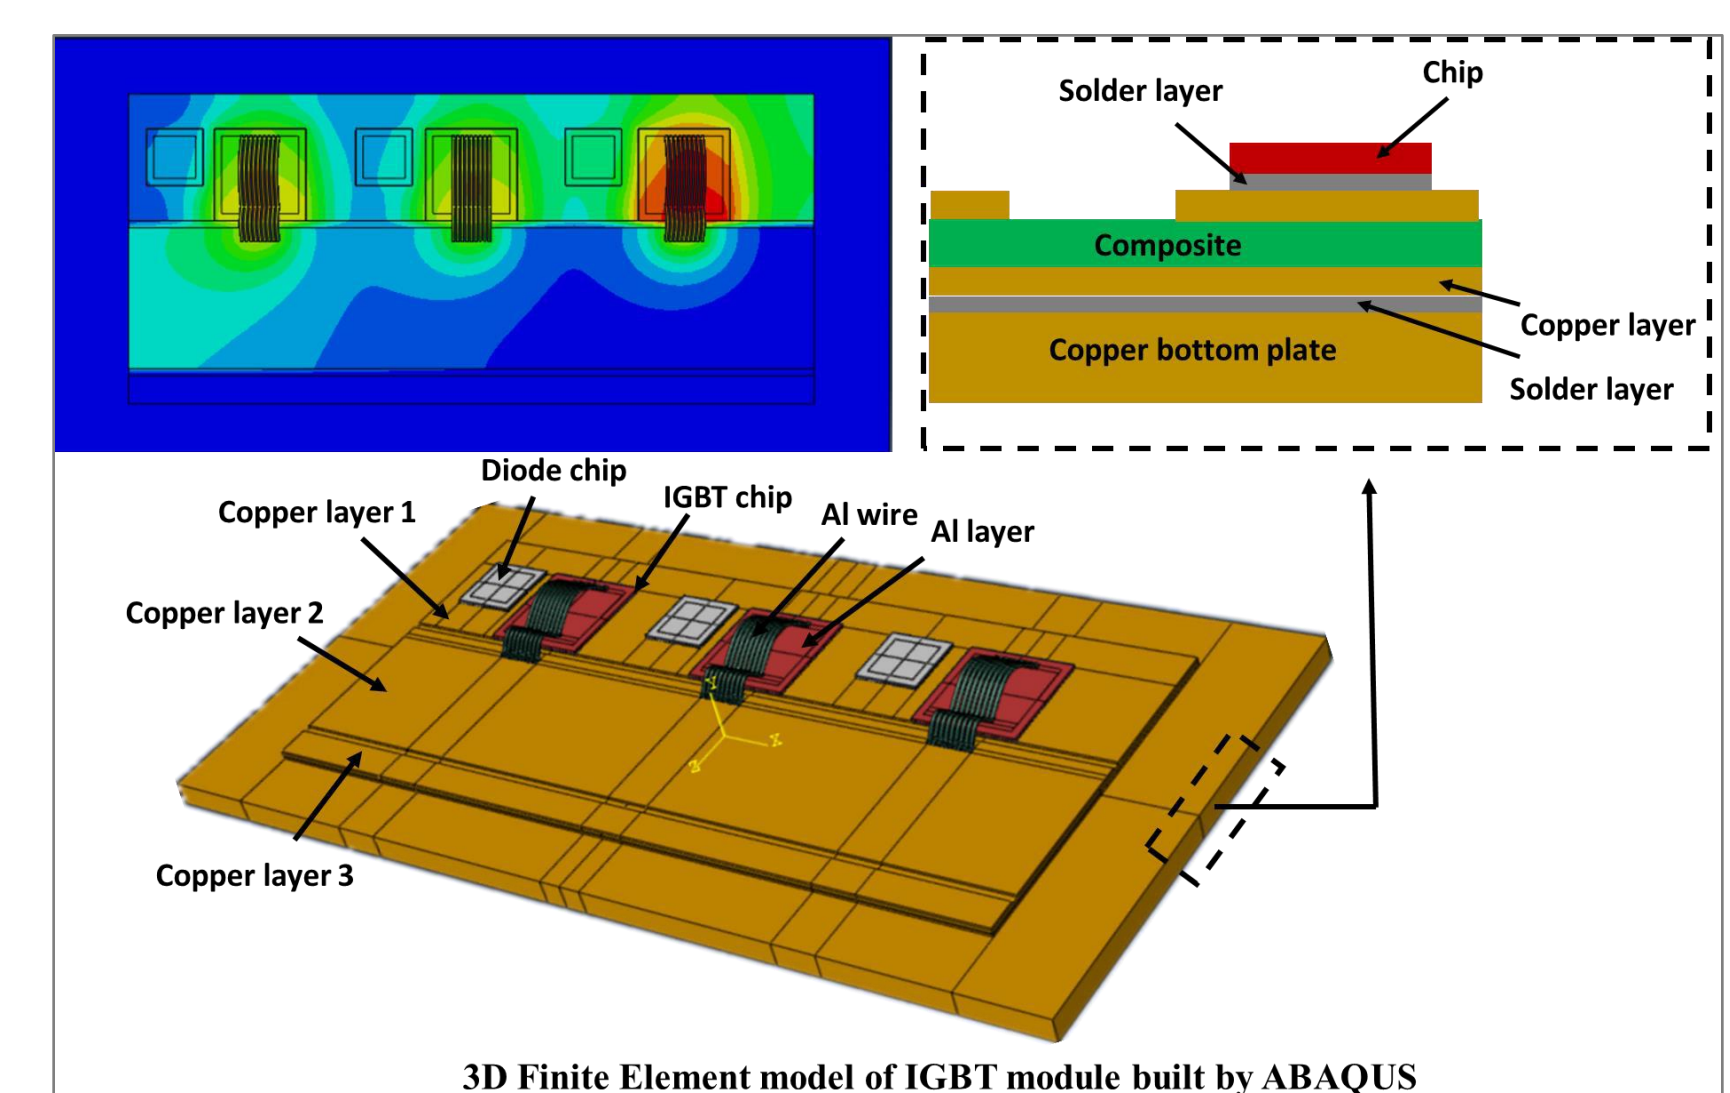 Solder layer
Chip
Composite
Copper layer
Copper bottom plate
Solder layer
Diode chip
IGBT chip
Copper layer 1
Al wire
Al layer
Copper layer 2
Copper layer 3
3D Finite Element model of IGBT module built by ABAQUS